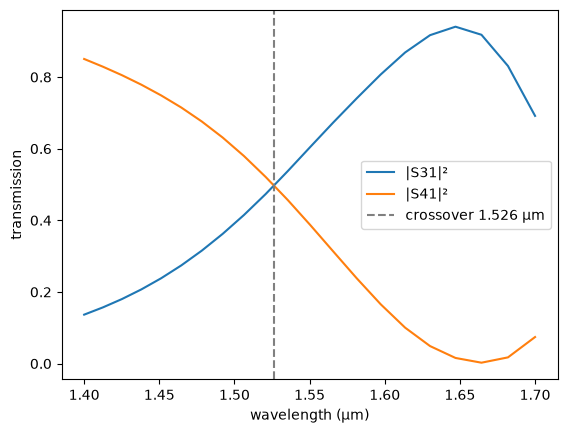 transmission
0.8
0.6
0.4
0.2
0.0
|S31|²
|S41|²
crossover 1.526 μm
1.40 1.45 1.50 1.55 1.60 1.65 1.70
wavelength (μm)